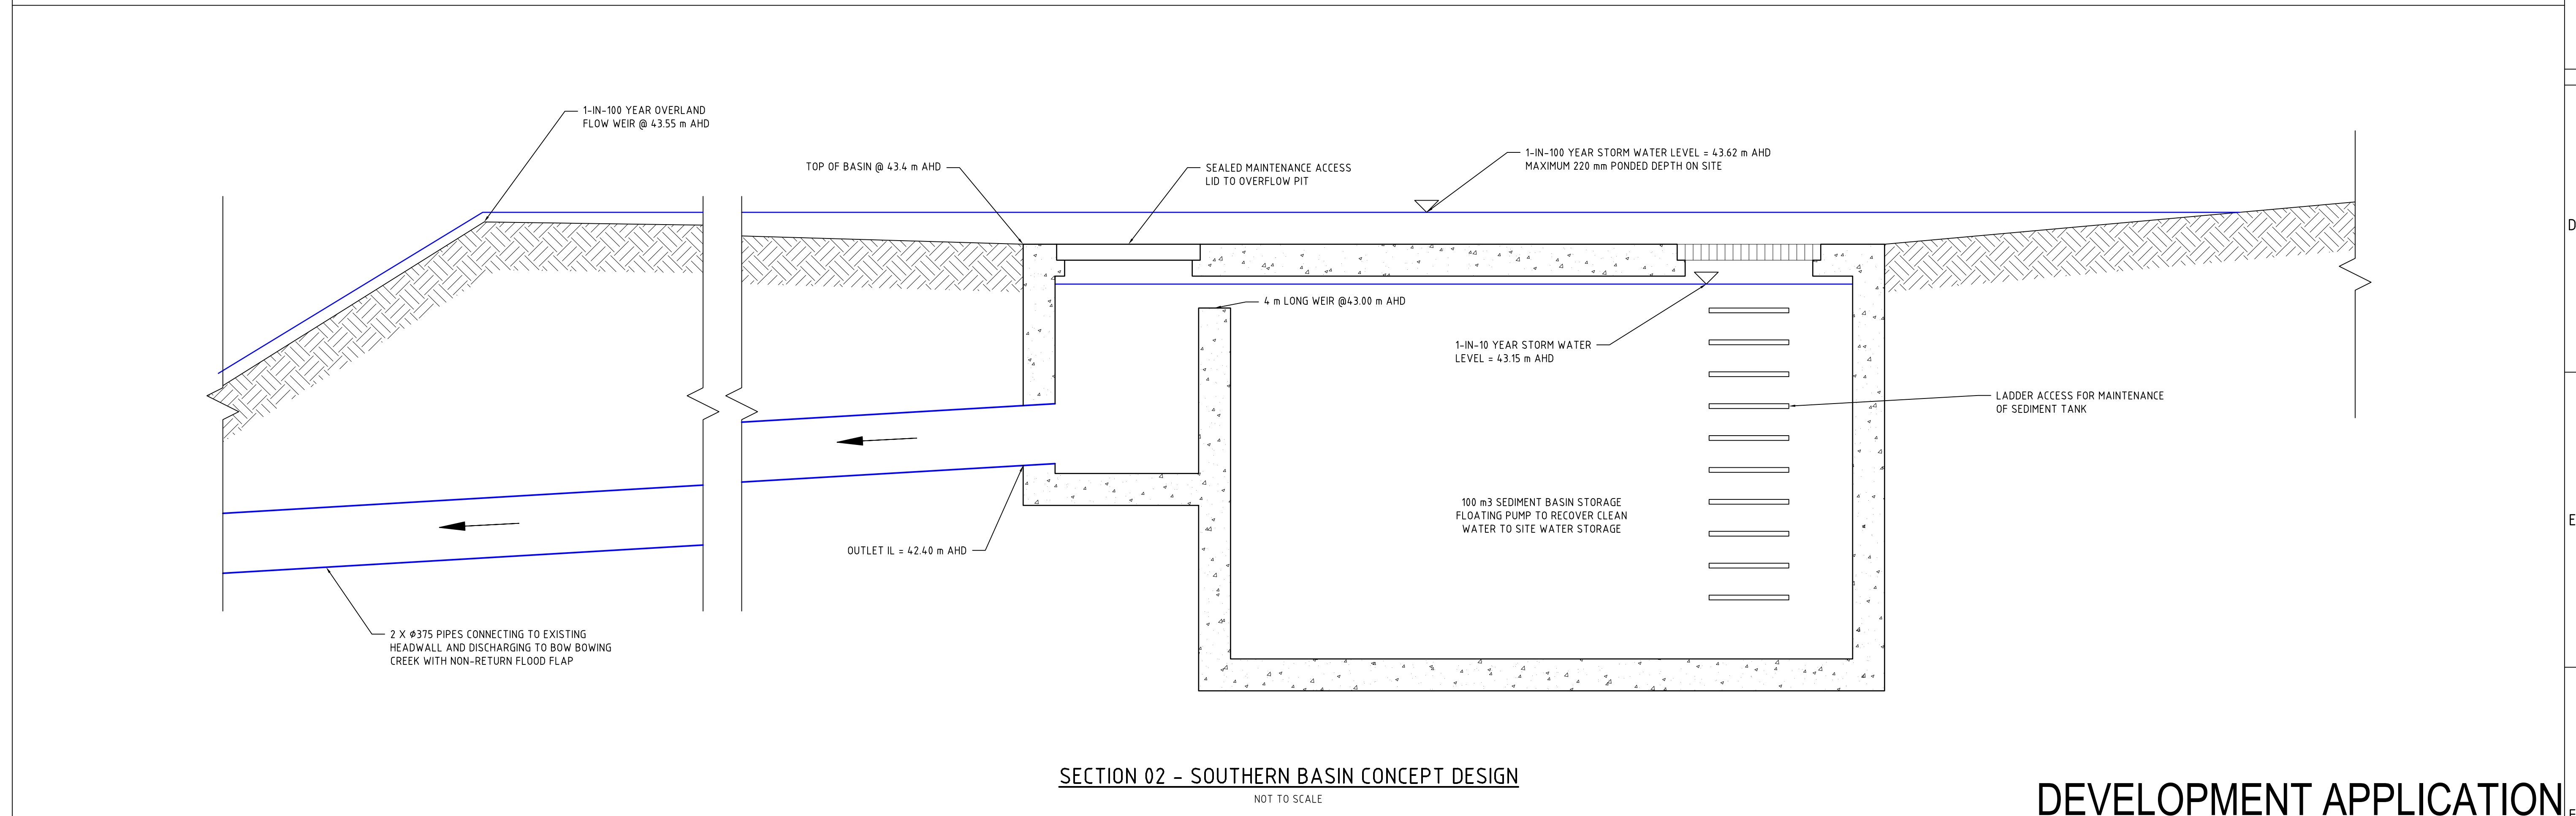 1-IN-100 YEAR OVERLAND
FLOW WEIR @ 43.55 m AHD
TOP OF BASIN @ 43.4 m AHD
SEALED MAINTENANCE ACCESS
LID TO OVERFLOW PIT
1-IN-100 YEAR STORM WATER LEVEL = 43.62 m AHD
MAXIMUM 220 mm PONDED DEPTH ON SITE
D
4 m LONG WEIR @43.00 m AHD
1-IN-10 YEAR STORM WATER
LEVEL = 43.15 m AHD
LADDER ACCESS FOR MAINTENANCE
OF SEDIMENT TANK
100 m3 SEDIMENT BASIN STORAGE
FLOATING PUMP TO RECOVER CLEAN
WATER TO SITE WATER STORAGE
E
OUTLET IL = 42.40 m AHD
2 X Ø375 PIPES CONNECTING TO EXISTING
HEADWALL AND DISCHARGING TO BOW BOWING
CREEK WITH NON-RETURN FLOOD FLAP
SECTION 02 - SOUTHERN BASIN CONCEPT DESIGN
NOT TO SCALE
DEVELOPMENT APPLICATION